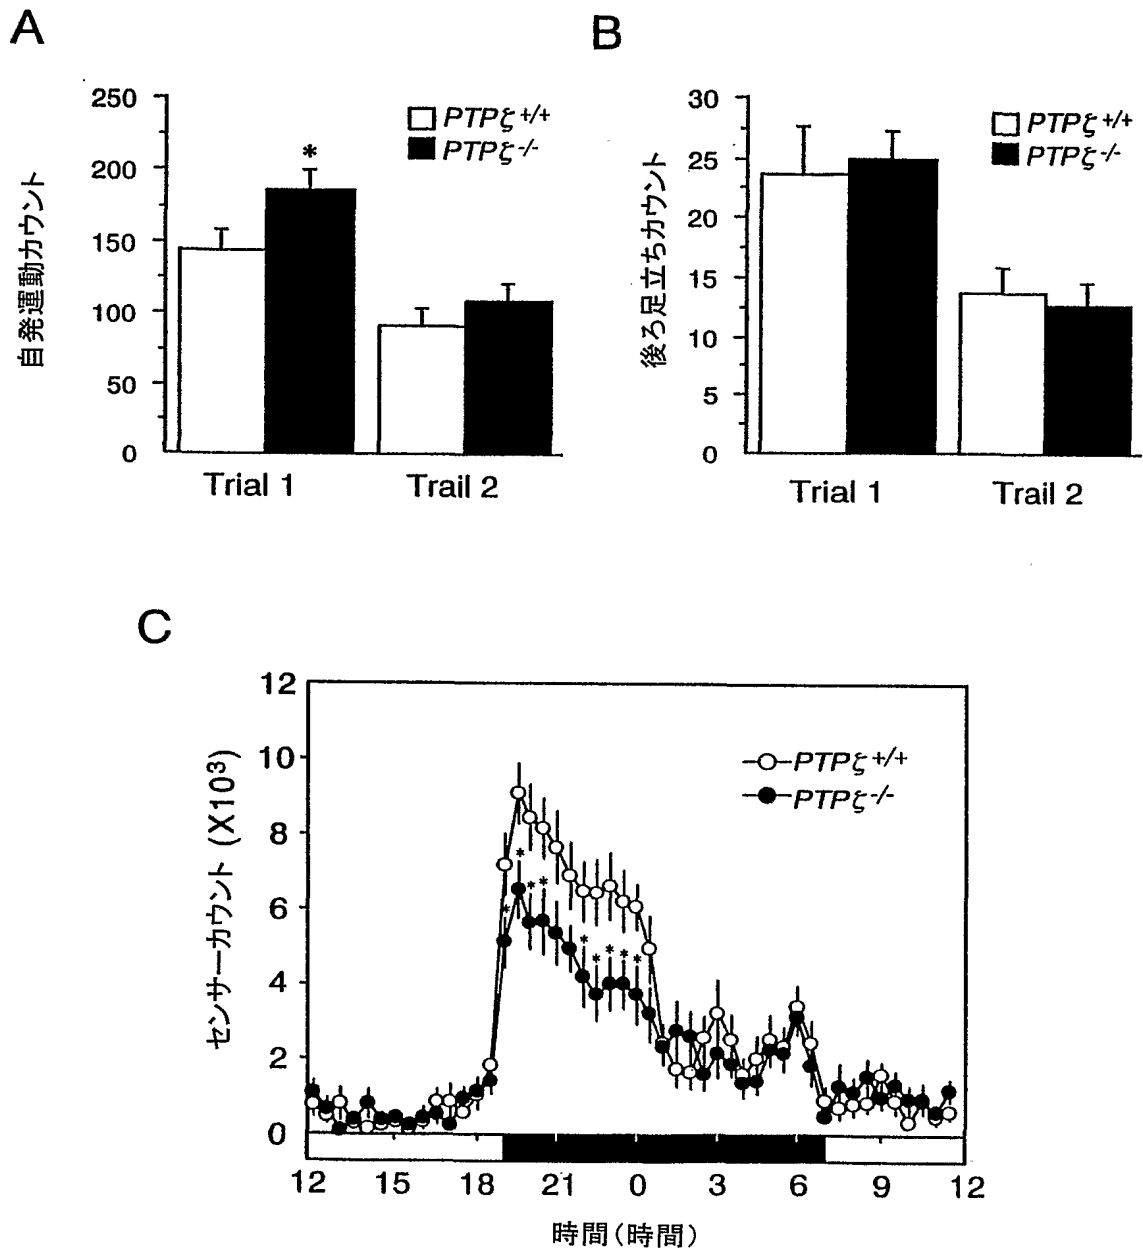 A
250
200
150
100
50
0
自発運動カウント
PTPζ+/+
PTPζ-/-
*
Trial 1
Trail 2
B
30
25
20
15
10
5
0
後ろ足立ちカウント
PTPζ+/+
PTPζ-/-
Trial 1
Trail 2
C
12
10
8
6
4
2
0
センサーカウント (X10³)
PTPζ+/+
PTPζ-/-
* * * * * * * * *
12 15 18 21 0 3 6 9 12
時間(時間)